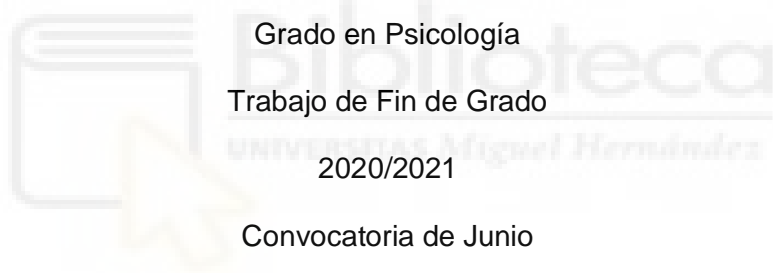 Biblioteca
Grado en Psicología
Trabajo de Fin de Grado
UNIVERSITAS Miguel Hernández
2020/2021
Convocatoria de Junio